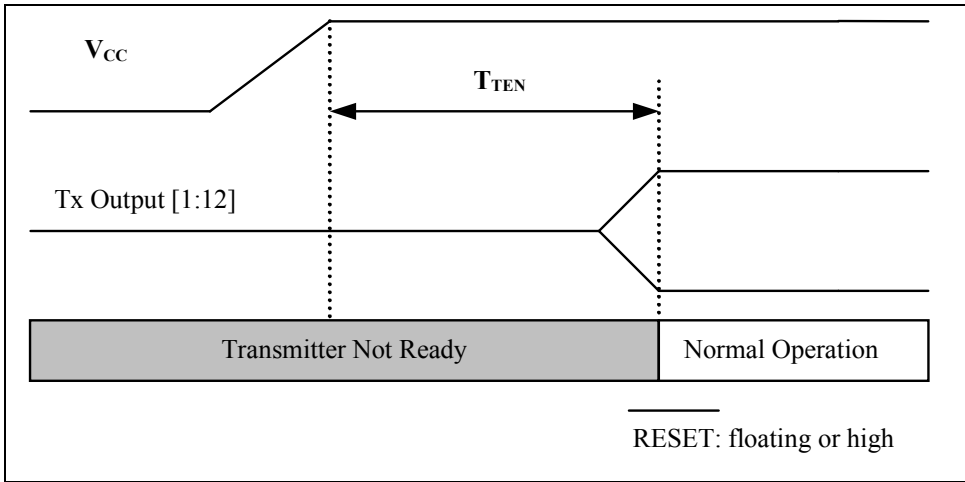 VCC
TTEN
Tx Output [1:12]
Transmitter Not Ready
Normal Operation
RESET: floating or high